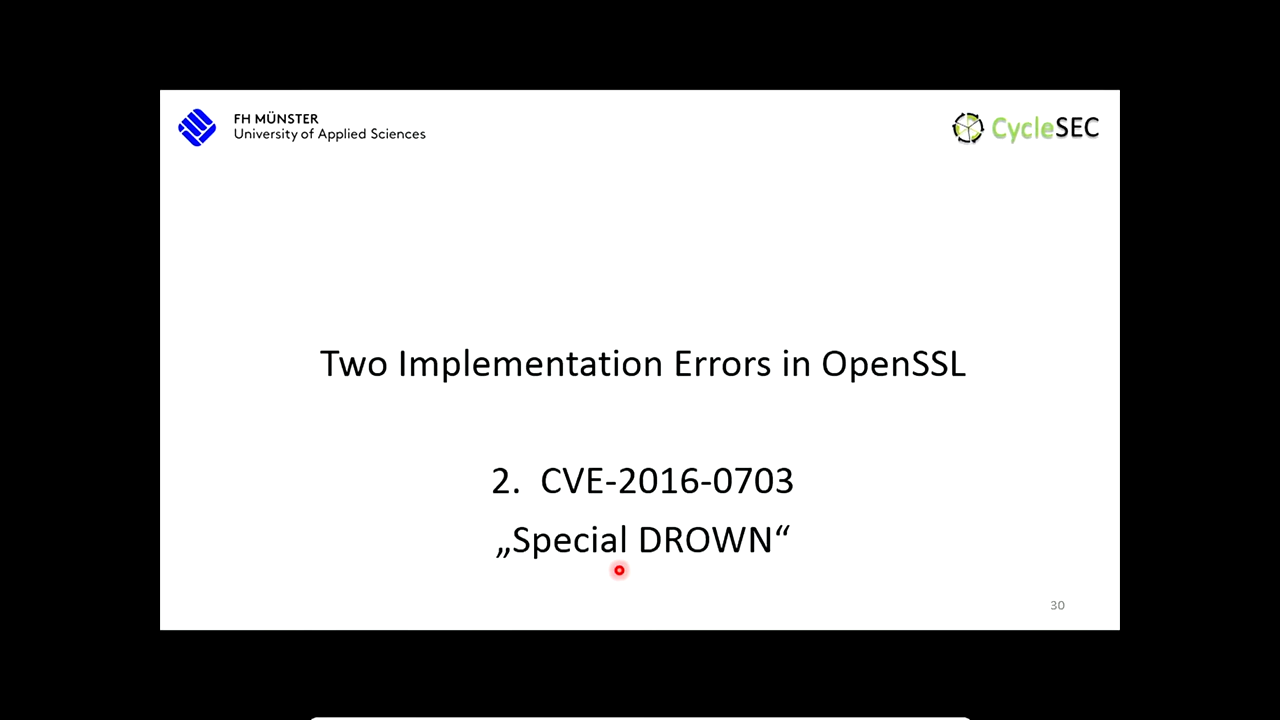 FH MÜNSTER
University of Applied Sciences
CycleSEC
Two Implementation Errors in OpenSSL
2. CVE-2016-0703
„Special DROWN“
30